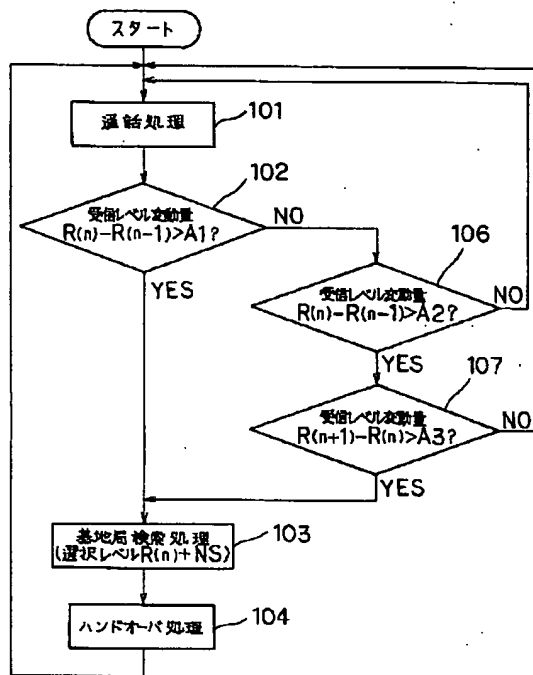 スタート
通話処理
101
102
受信レベル変動量
R(n)-R(n-1)>A1?
NO
YES
106
受信レベル変動量
R(n)-R(n-1)>A2?
NO
YES
107
受信レベル変動量
R(n+1)-R(n)>A3?
NO
YES
基地局検索処理
(選択レベルR(n)+NS)
103
ハンドオーバ処理
104